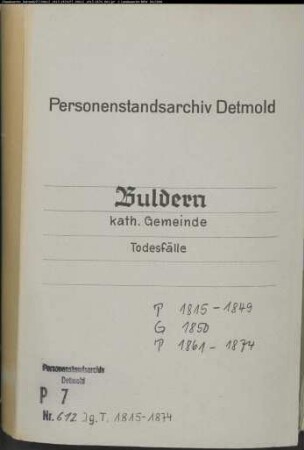 Personenstandsarchiv Detmold
Buldern
kath. Gemeinde
Todesfälle
T 1815-1849
G 1850
T 1861-1874
Personenstandsarchiv
Detmold
P 7
Nr. 612 Jg. T. 1815-1874